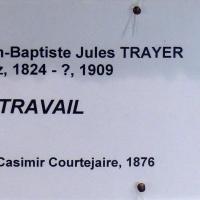 n-Baptiste Jules TRAYER
z, 1824 - ?, 1909
TRAVAIL
Casimir Courtejaire, 1876